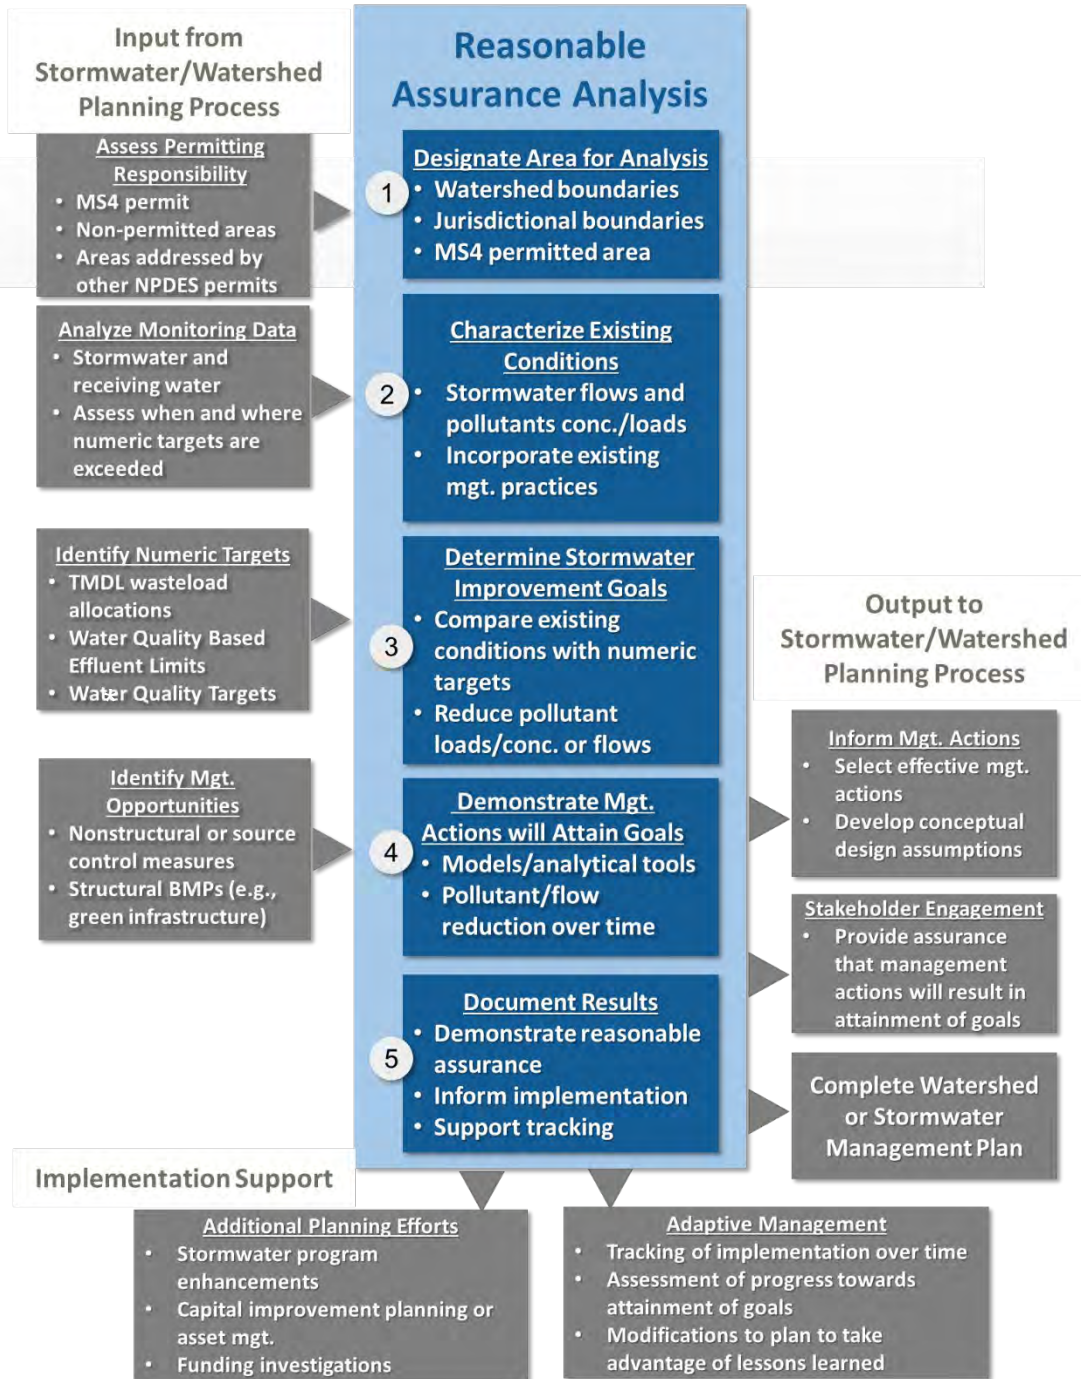 Input from
Stormwater/Watershed
Planning Process
Assess Permitting
Responsibility
• MS4 permit
• Non-permitted areas
• Areas addressed by
other NPDES permits
Analyze Monitoring Data
• Stormwater and
receiving water
• Assess when and where
numeric targets are
exceeded
Identify Numeric Targets
• TMDL wasteload
allocations
• Water Quality Based
Effluent Limits
• Water Quality Targets
Identify Mgt.
Opportunities
• Nonstructural or source
control measures
• Structural BMPs (e.g.,
green infrastructure)
Reasonable
Assurance Analysis
1
Designate Area for Analysis
• Watershed boundaries
• Jurisdictional boundaries
• MS4 permitted area
2
Characterize Existing
Conditions
• Stormwater flows and
pollutants conc./loads
• Incorporate existing
mgt. practices
3
Determine Stormwater
Improvement Goals
• Compare existing
conditions with numeric
targets
• Reduce pollutant
loads/conc. or flows
4
Demonstrate Mgt.
Actions will Attain Goals
• Models/analytical tools
• Pollutant/flow
reduction over time
5
Document Results
• Demonstrate reasonable
assurance
• Inform implementation
• Support tracking
Output to
Stormwater/Watershed
Planning Process
Inform Mgt. Actions
• Select effective mgt.
actions
• Develop conceptual
design assumptions
Stakeholder Engagement
• Provide assurance
that management
actions will result in
attainment of goals
Complete Watershed
or Stormwater
Management Plan
Implementation Support
Additional Planning Efforts
• Stormwater program
enhancements
• Capital improvement planning or
asset mgt.
• Funding investigations
Adaptive Management
• Tracking of implementation over time
• Assessment of progress towards
attainment of goals
• Modifications to plan to take
advantage of lessons learned